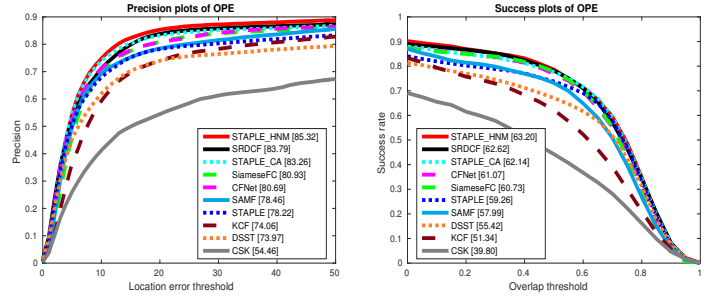 Precision plots of OPE
0.9
0.8
0.7
0.6
0.5
0.4
0.3
0.2
0.1
0
Precision
STAPLE_HNM [85.32]
SRDCF [83.79]
STAPLE_CA [83.26]
SiameseFC [80.93]
CFNet [80.69]
SAMF [78.46]
STAPLE [78.22]
KCF [74.06]
DSST [73.97]
CSK [54.46]
0 10 20 30 40 50
Location error threshold
Success plots of OPE
1
0.9
0.8
0.7
0.6
0.5
0.4
0.3
0.2
0.1
0
Success rate
STAPLE_HNM [63.20]
SRDCF [62.62]
STAPLE_CA [62.14]
CFNet [61.07]
SiameseFC [60.73]
STAPLE [59.26]
SAMF [57.99]
DSST [55.42]
KCF [51.34]
CSK [39.80]
0 0.2 0.4 0.6 0.8 1
Overlap threshold